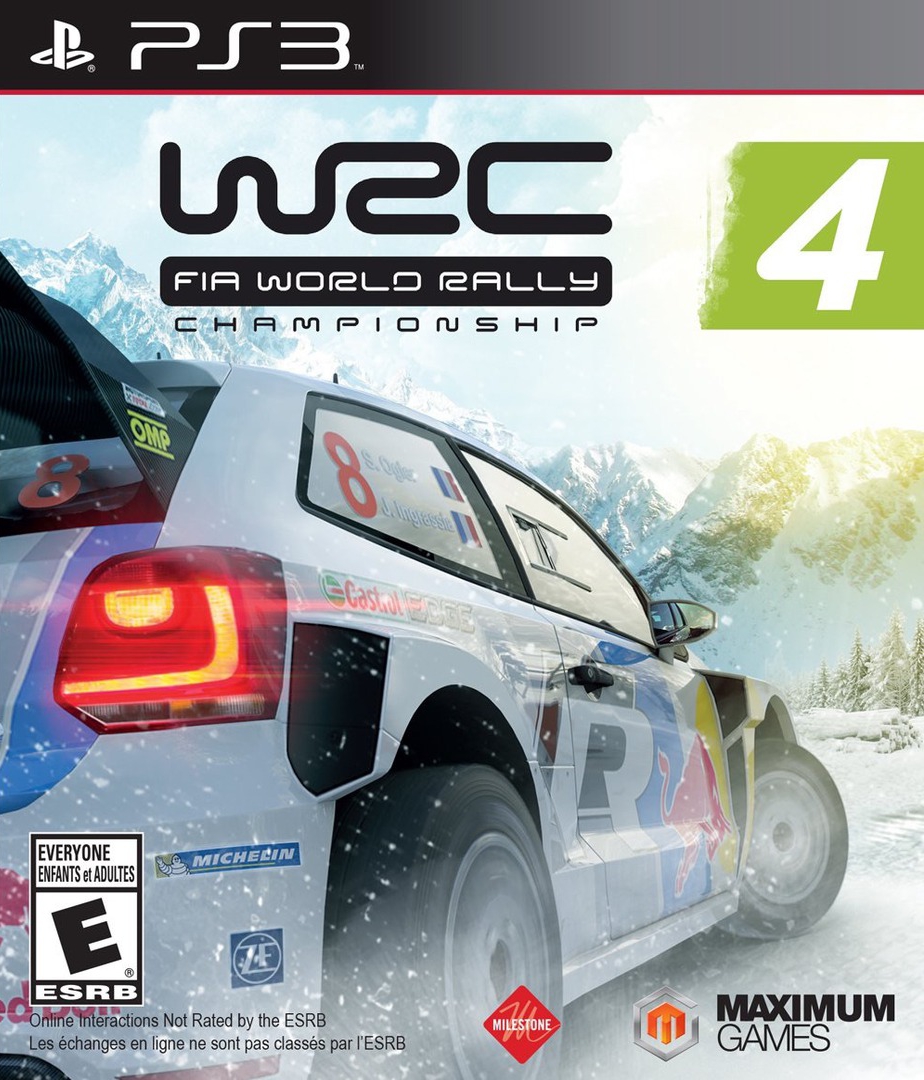 PS3™
WRC
4
FIA WORLD RALLY
CHAMPIONSHIP
OMP
8
8
S. Ogier
J. Ingrassia
Castrol EDGE
R
MICHELIN
ZF
EVERYONE
ENFANTS et ADULTES
E®
ESRB
Online Interactions Not Rated by the ESRB
Les échanges en ligne ne sont pas classés par l'ESRB
MILESTONE
MAXIMUM
GAMES